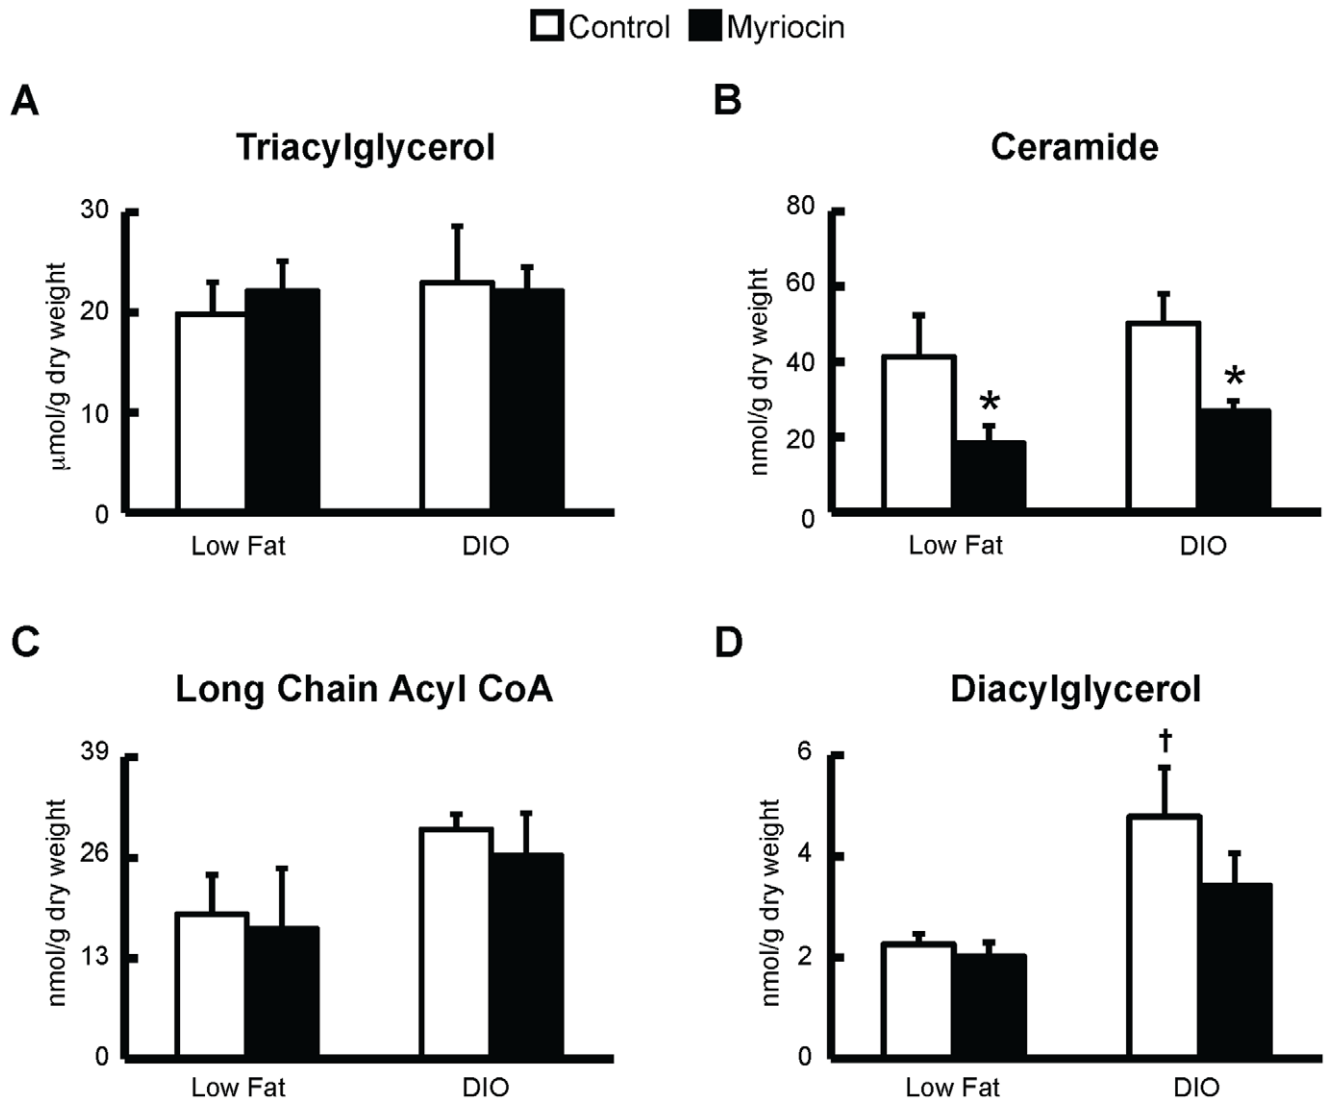 Control Myriocin
A
Triacylglycerol
μmol/g dry weight
30
20
10
0
Low Fat DIO
B
Ceramide
nmol/g dry weight
80
60
40
20
0
*
*
Low Fat DIO
C
Long Chain Acyl CoA
nmol/g dry weight
39
26
13
0
Low Fat DIO
D
Diacylglycerol
nmol/g dry weight
6
4
2
0
†
Low Fat DIO